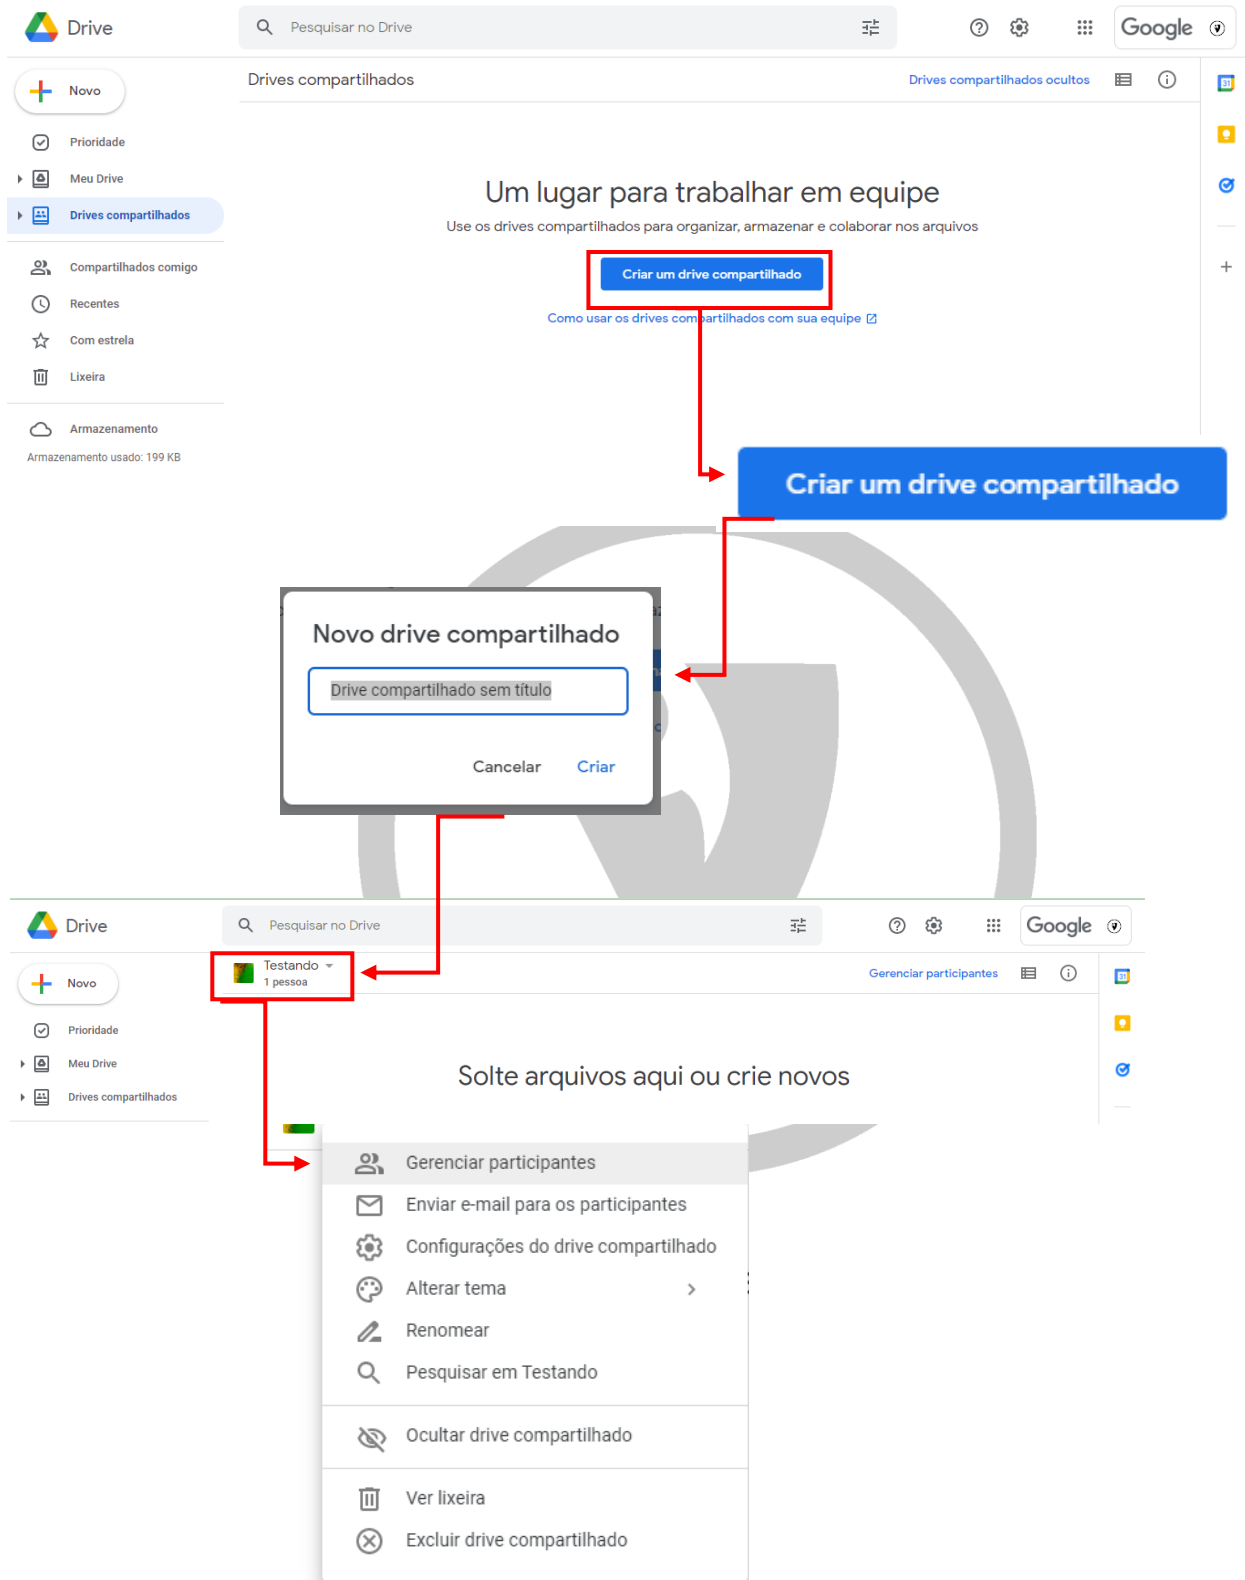 Drive
Pesquisar no Drive
Google
Novo
Drives compartilhados
Drives compartilhados ocultos
31
Prioridade
Meu Drive
Drives compartilhados
Um lugar para trabalhar em equipe
Use os drives compartilhados para organizar, armazenar e colaborar nos arquivos
Criar um drive compartilhado
Como usar os drives compartilhados com sua equipe
Compartilhados comigo
Recentes
Com estrela
Lixeira
Armazenamento
Armazenamento usado: 199 KB
Criar um drive compartilhado
Novo drive compartilhado
Drive compartilhado sem título
Cancelar Criar
Drive
Pesquisar no Drive
Google
Novo
Testando
1 pessoa
Gerenciar participantes
31
Prioridade
Meu Drive
Drives compartilhados
Solte arquivos aqui ou crie novos
Gerenciar participantes
Enviar e-mail para os participantes
Configurações do drive compartilhado
Alterar tema
Renomear
Pesquisar em Testando
Ocultar drive compartilhado
Ver lixeira
Excluir drive compartilhado